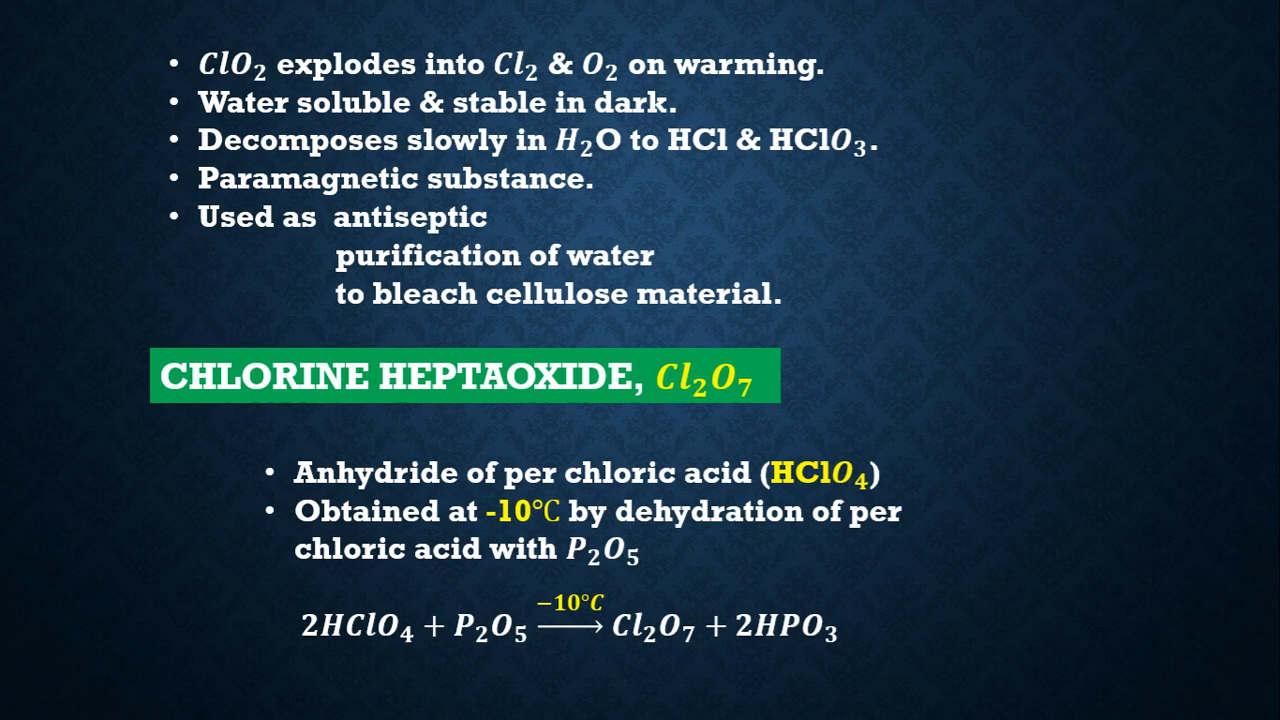 • ClO₂ explodes into Cl₂ & O₂ on warming.
• Water soluble & stable in dark.
• Decomposes slowly in H₂O to HCl & HClO₃.
• Paramagnetic substance.
• Used as antiseptic
purification of water
to bleach cellulose material.
CHLORINE HEPTAOXIDE, Cl₂O₇
• Anhydride of per chloric acid (HClO₄)
• Obtained at -10°C by dehydration of per
chloric acid with P₂O₅
−10°C
2HClO₄ + P₂O₅ ⟶ Cl₂O₇ + 2HPO₃